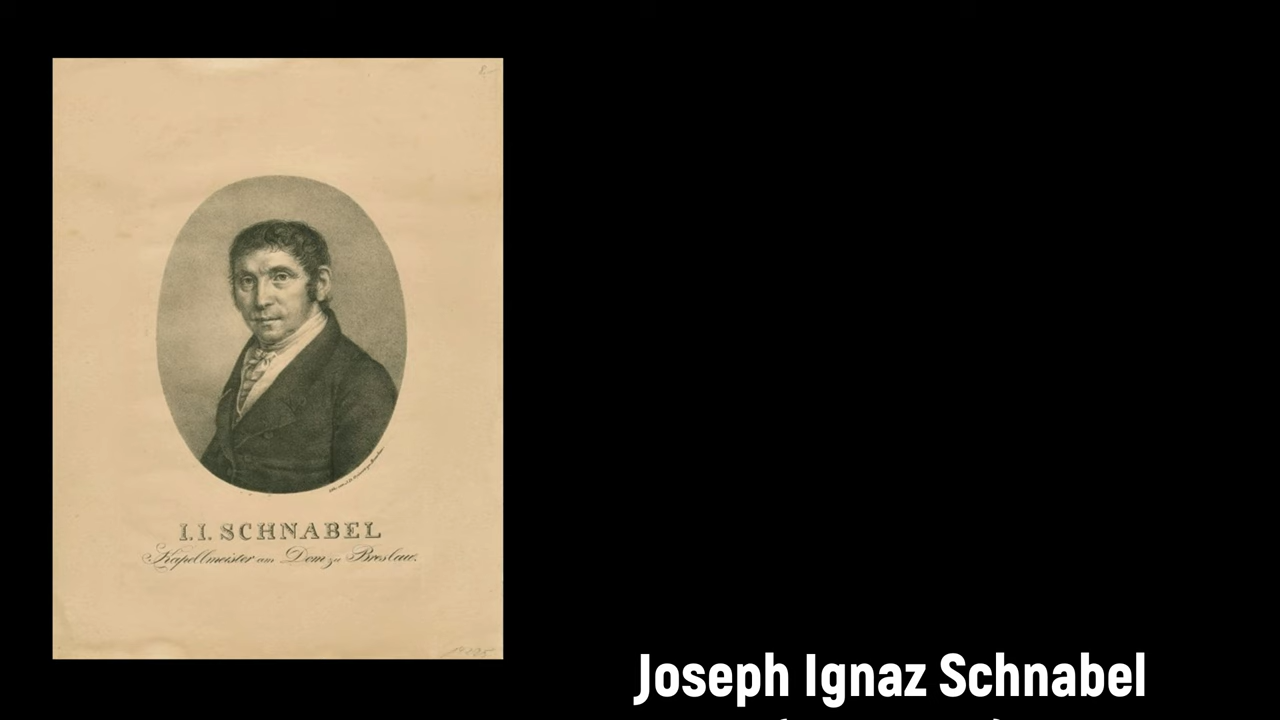 I.I. SCHNABEL
Kapellmeister am Dom zu Breslau.
Joseph Ignaz Schnabel